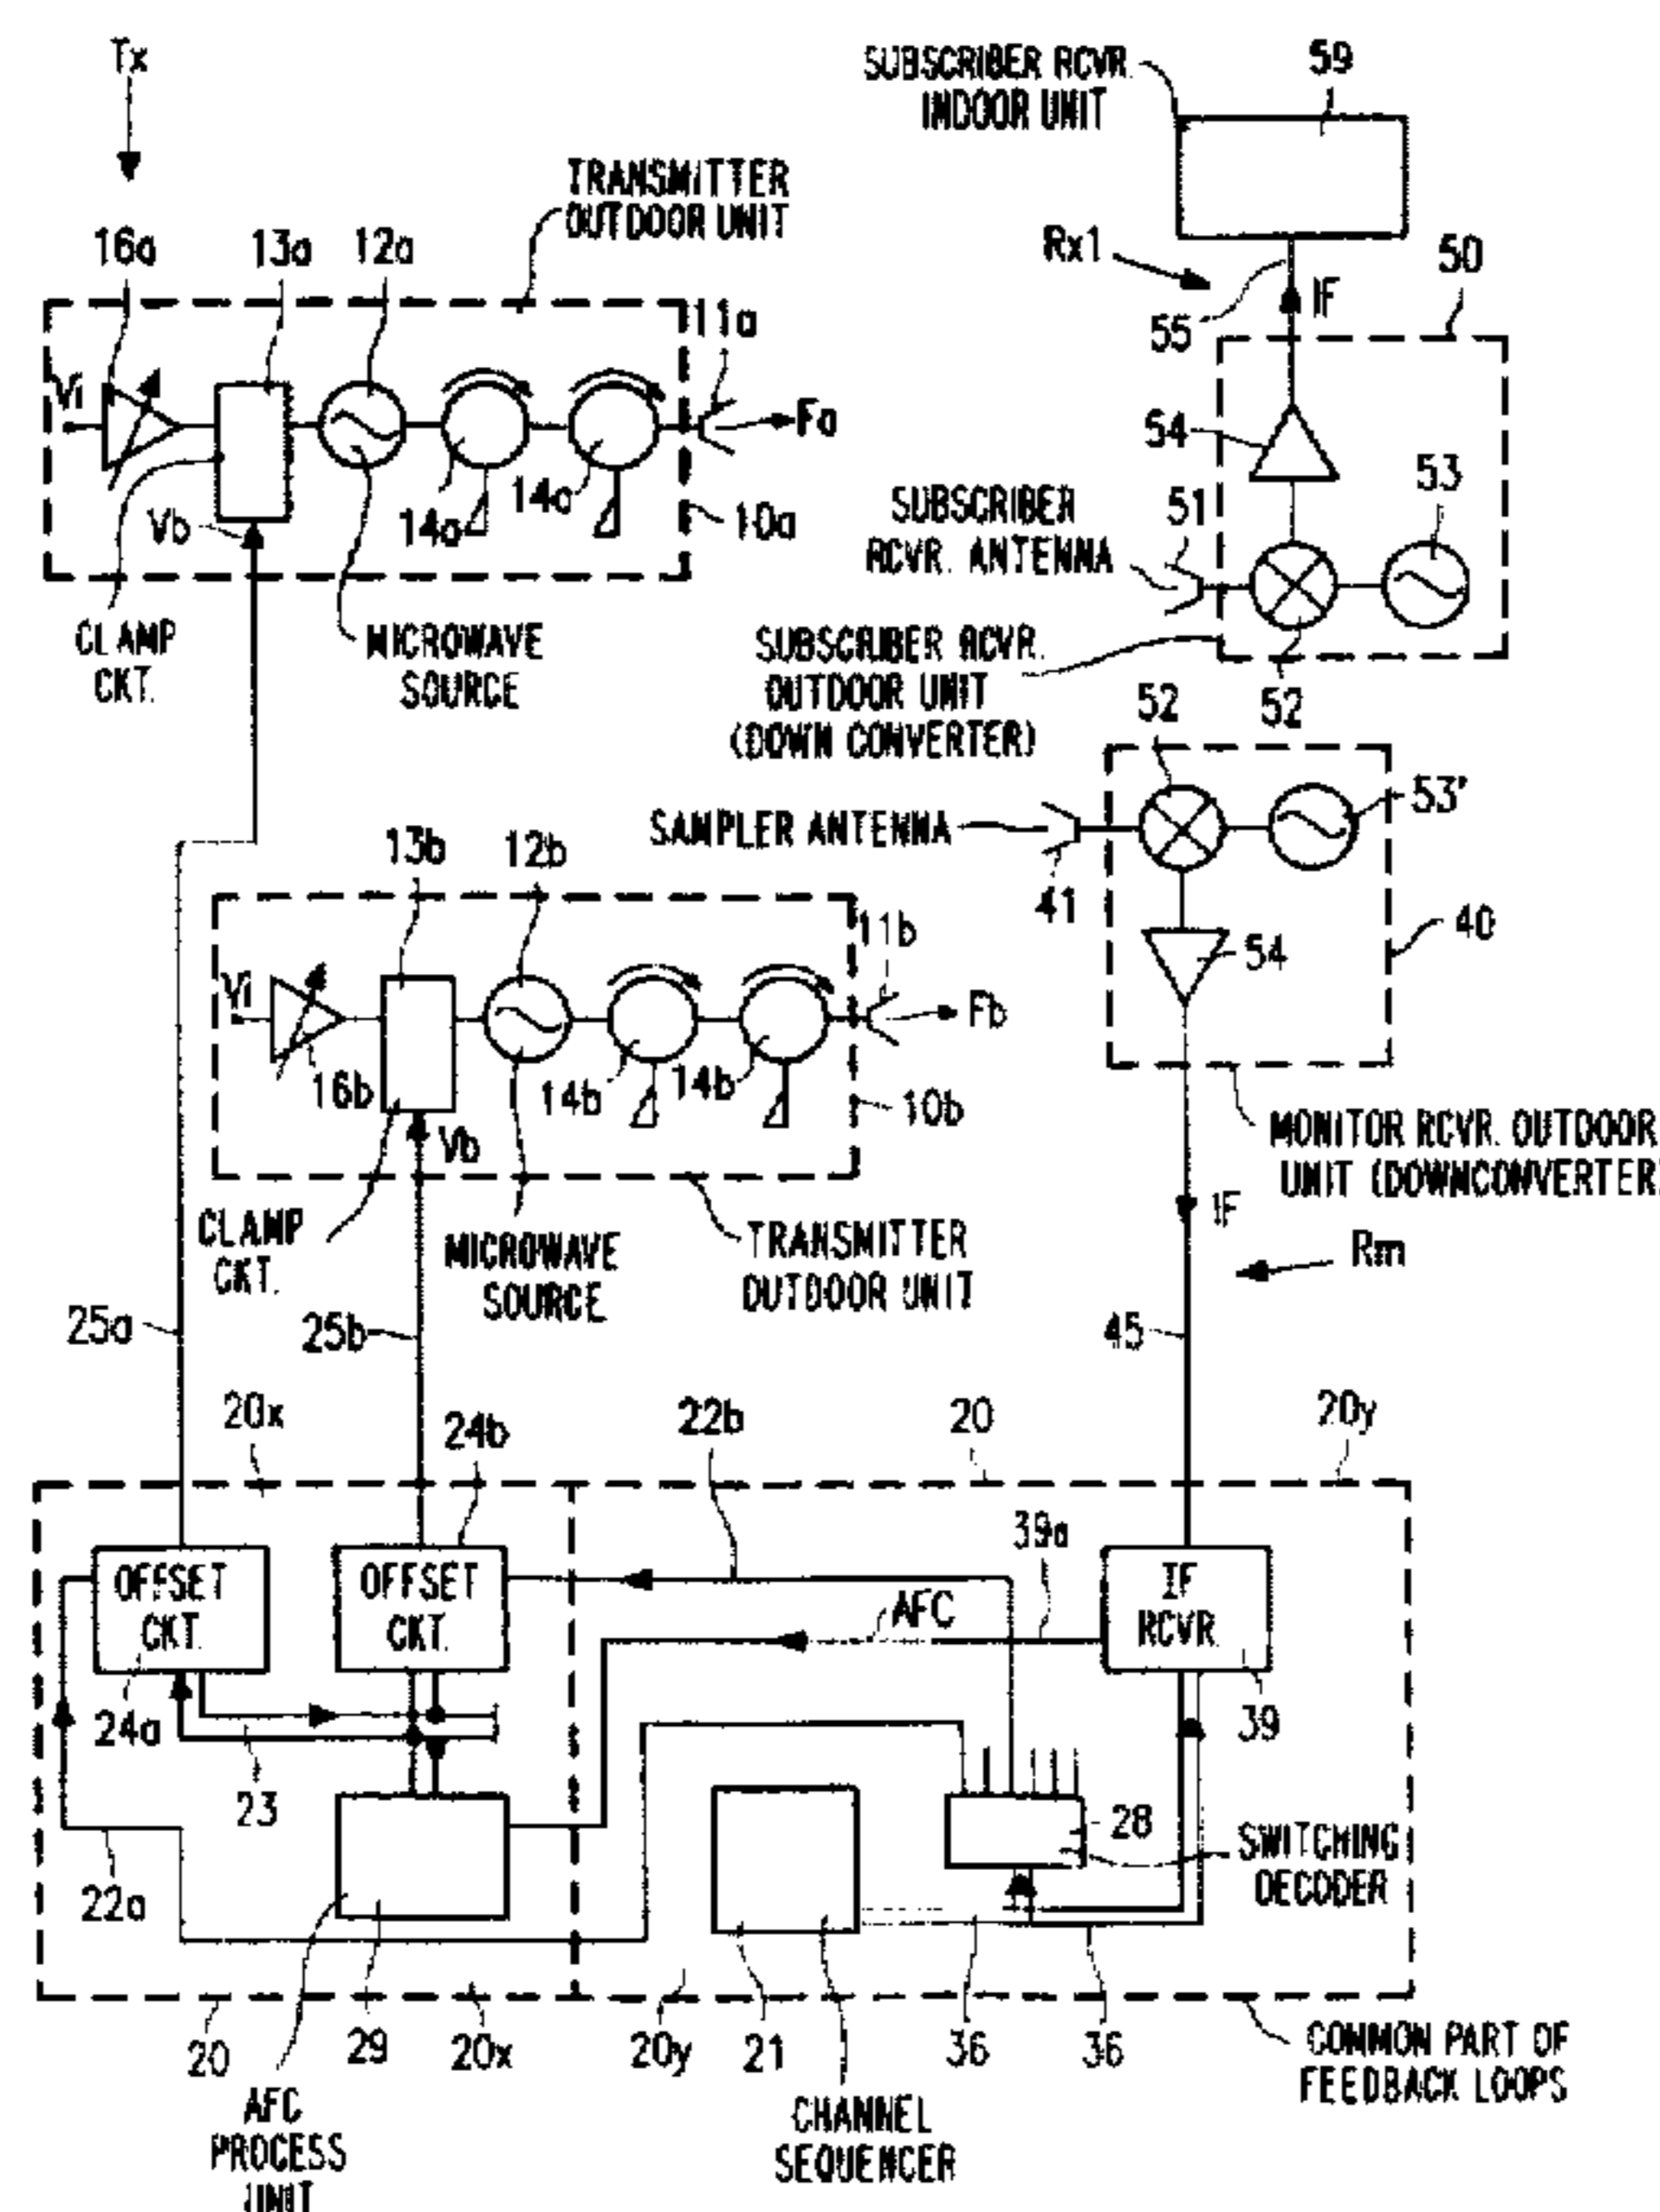 Tx
SUBSCRIBER RCVR.
INDOOR UNIT
59
TRANSMITTER
OUTDOOR UNIT
16a
13a
12a
Rx1
55
IF
50
11a
Vi
Fa
54
53
14a
14a
10a
Vb
SUBSCRIBER
RCVR. ANTENNA
51
CLAMP
CKT.
MICROWAVE
SOURCE
SUBSCRIBER RCVR.
OUTDOOR UNIT
(DOWN CONVERTER)
52
52
SAMPLER ANTENNA
53'
13b
12b
41
40
11b
54
Vi
Fb
16b
14b
14b
10b
Vb
MONITOR RCVR. OUTDOOR
UNIT (DOWNCONVERTER)
CLAMP
CKT.
MICROWAVE
SOURCE
TRANSMITTER
OUTDOOR UNIT
IF
Rm
25a
25b
45
20x
24b
22b
20
20y
39a
OFFSET
CKT.
OFFSET
CKT.
AFC
IF
RCVR.
24a
39
23
28
SWITCHING
DECODER
22a
20
29
20x
20y
21
36
36
COMMON PART OF
FEEDBACK LOOPS
AFC
PROCESS
UNIT
CHANNEL
SEQUENCER